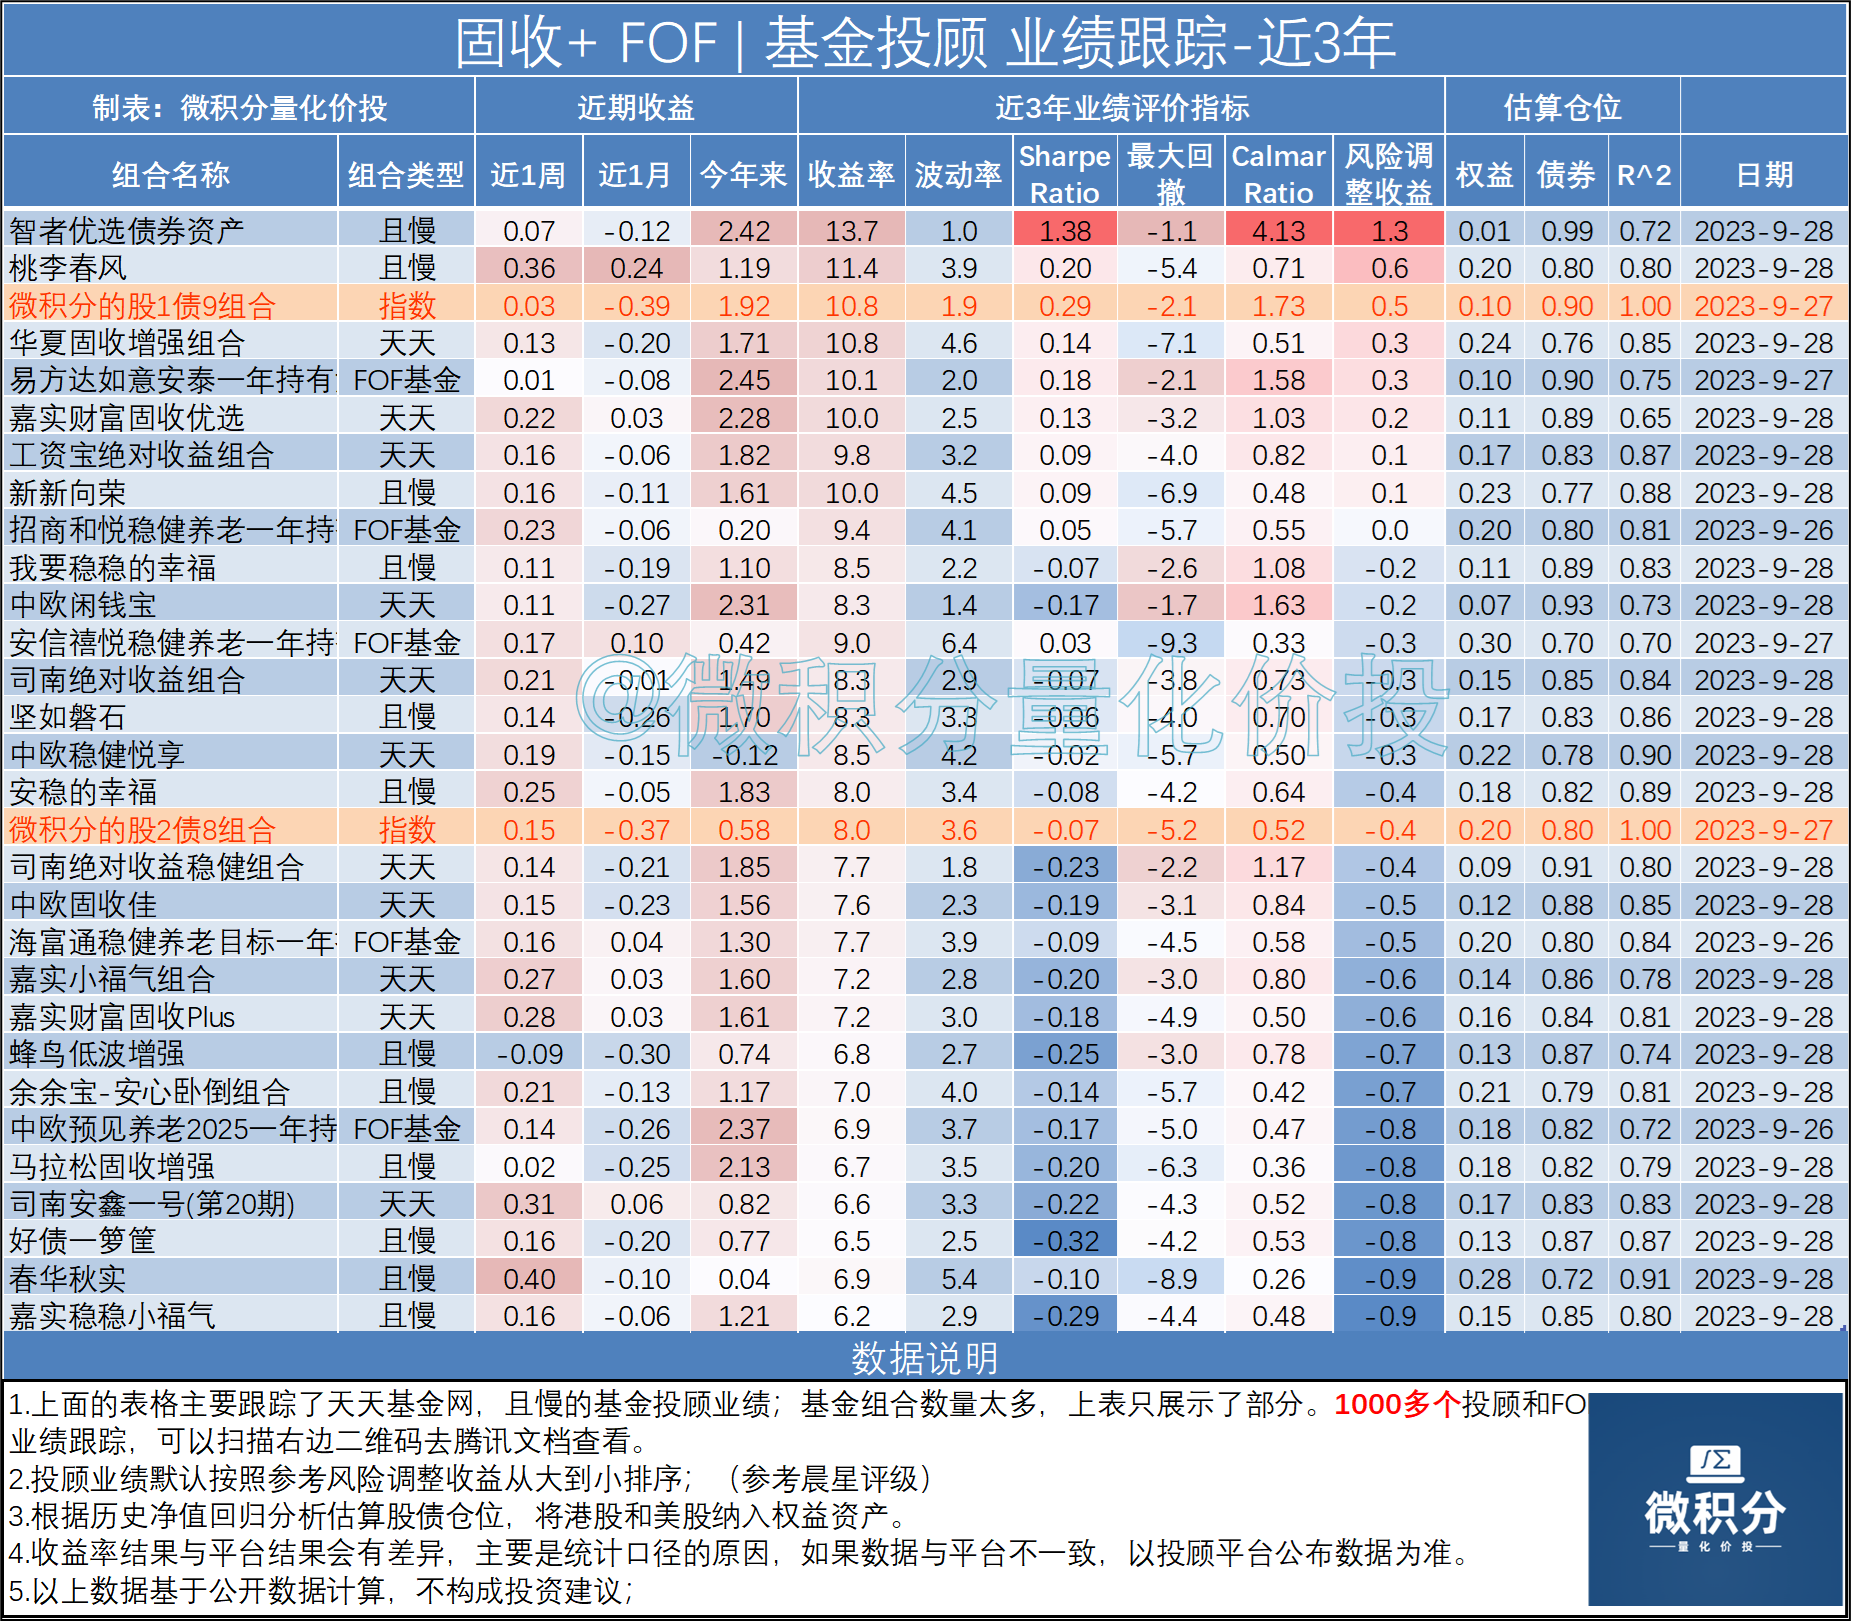 固收+ FOF | 基金投顾 业绩跟踪-近3年
制表：微积分量化价投 近期收益 近3年业绩评价指标 估算仓位
组合名称 组合类型 近1周 近1月 今年来 收益率 波动率 Sharpe Ratio 最大回撤 Calmar Ratio 风险调整收益 权益 债券 R^2 日期
智者优选债券资产 且慢 0.07 -0.12 2.42 13.7 1.0 1.38 -1.1 4.13 1.3 0.01 0.99 0.72 2023-9-28
桃李春风 且慢 0.36 0.24 1.19 11.4 3.9 0.20 -5.4 0.71 0.6 0.20 0.80 0.80 2023-9-28
微积分的股1债9组合 指数 0.03 -0.39 1.92 10.8 1.9 0.29 -2.1 1.73 0.5 0.10 0.90 1.00 2023-9-27
华夏固收增强组合 天天 0.13 -0.20 1.71 10.8 4.6 0.14 -7.1 0.51 0.3 0.24 0.76 0.85 2023-9-28
易方达如意安泰一年持有 FOF基金 0.01 -0.08 2.45 10.1 2.0 0.18 -2.1 1.58 0.3 0.10 0.90 0.75 2023-9-27
嘉实财富固收优选 天天 0.22 0.03 2.28 10.0 2.5 0.13 -3.2 1.03 0.2 0.11 0.89 0.65 2023-9-28
工资宝绝对收益组合 天天 0.16 -0.06 1.82 9.8 3.2 0.09 -4.0 0.82 0.1 0.17 0.83 0.87 2023-9-28
新新向荣 且慢 0.16 -0.11 1.61 10.0 4.5 0.09 -6.9 0.48 0.1 0.23 0.77 0.88 2023-9-28
招商和悦稳健养老一年持 FOF基金 0.23 -0.06 0.20 9.4 4.1 0.05 -5.7 0.55 0.0 0.20 0.80 0.81 2023-9-26
我要稳稳的幸福 且慢 0.11 -0.19 1.10 8.5 2.2 -0.07 -2.6 1.08 -0.2 0.11 0.89 0.83 2023-9-28
中欧闲钱宝 天天 0.11 -0.27 2.31 8.3 1.4 -0.17 -1.7 1.63 -0.2 0.07 0.93 0.73 2023-9-28
安信禧悦稳健养老一年持 FOF基金 0.17 0.10 0.42 9.0 6.4 0.03 -9.3 0.33 -0.3 0.30 0.70 0.70 2023-9-27
司南绝对收益组合 天天 0.21 -0.01 1.49 8.3 2.9 -0.07 -3.8 0.73 -0.3 0.15 0.85 0.84 2023-9-28
坚如磐石 且慢 0.14 -0.26 1.70 8.3 3.3 -0.06 -4.0 0.70 -0.3 0.17 0.83 0.86 2023-9-28
@微积分量化价投
中欧稳健悦享 天天 0.19 -0.15 -0.12 8.5 4.2 -0.02 -5.7 0.50 -0.3 0.22 0.78 0.90 2023-9-28
安稳的幸福 且慢 0.25 -0.05 1.83 8.0 3.4 -0.08 -4.2 0.64 -0.4 0.18 0.82 0.89 2023-9-28
微积分的股2债8组合 指数 0.15 -0.37 0.58 8.0 3.6 -0.07 -5.2 0.52 -0.4 0.20 0.80 1.00 2023-9-27
司南绝对收益稳健组合 天天 0.14 -0.21 1.85 7.7 1.8 -0.23 -2.2 1.17 -0.4 0.09 0.91 0.80 2023-9-28
中欧固收佳 天天 0.15 -0.23 1.56 7.6 2.3 -0.19 -3.1 0.84 -0.5 0.12 0.88 0.85 2023-9-28
海富通稳健养老目标一年 FOF基金 0.16 0.04 1.30 7.7 3.9 -0.09 -4.5 0.58 -0.5 0.20 0.80 0.84 2023-9-26
嘉实小福气组合 天天 0.27 0.03 1.60 7.2 2.8 -0.20 -3.0 0.80 -0.6 0.14 0.86 0.78 2023-9-28
嘉实财富固收Plus 天天 0.28 0.03 1.61 7.2 3.0 -0.18 -4.9 0.50 -0.6 0.16 0.84 0.81 2023-9-28
蜂鸟低波增强 且慢 -0.09 -0.30 0.74 6.8 2.7 -0.25 -3.0 0.78 -0.7 0.13 0.87 0.74 2023-9-28
余余宝-安心卧倒组合 且慢 0.21 -0.13 1.17 7.0 4.0 -0.14 -5.7 0.42 -0.7 0.21 0.79 0.81 2023-9-28
中欧预见养老2025一年持 FOF基金 0.14 -0.26 2.37 6.9 3.7 -0.17 -5.0 0.47 -0.8 0.18 0.82 0.72 2023-9-26
马拉松固收增强 且慢 0.02 -0.25 2.13 6.7 3.5 -0.20 -6.3 0.36 -0.8 0.18 0.82 0.79 2023-9-28
司南安鑫一号(第20期) 天天 0.31 0.06 0.82 6.6 3.3 -0.22 -4.3 0.52 -0.8 0.17 0.83 0.83 2023-9-28
好债一箩筐 且慢 0.16 -0.20 0.77 6.5 2.5 -0.32 -4.2 0.53 -0.8 0.13 0.87 0.87 2023-9-28
春华秋实 且慢 0.40 -0.10 0.04 6.9 5.4 -0.10 -8.9 0.26 -0.9 0.28 0.72 0.91 2023-9-28
嘉实稳稳小福气 且慢 0.16 -0.06 1.21 6.2 2.9 -0.29 -4.4 0.48 -0.9 0.15 0.85 0.80 2023-9-28
数据说明
1.上面的表格主要跟踪了天天基金网，且慢的基金投顾业绩；基金组合数量太多，上表只展示了部分。1000多个投顾和FO
业绩跟踪，可以扫描右边二维码去腾讯文档查看。
2.投顾业绩默认按照参考风险调整收益从大到小排序；（参考晨星评级）
3.根据历史净值回归分析估算股债仓位，将港股和美股纳入权益资产。
4.收益率结果与平台结果会有差异，主要是统计口径的原因，如果数据与平台不一致，以投顾平台公布数据为准。
5.以上数据基于公开数据计算，不构成投资建议；
∫Σ
微积分
量化价投